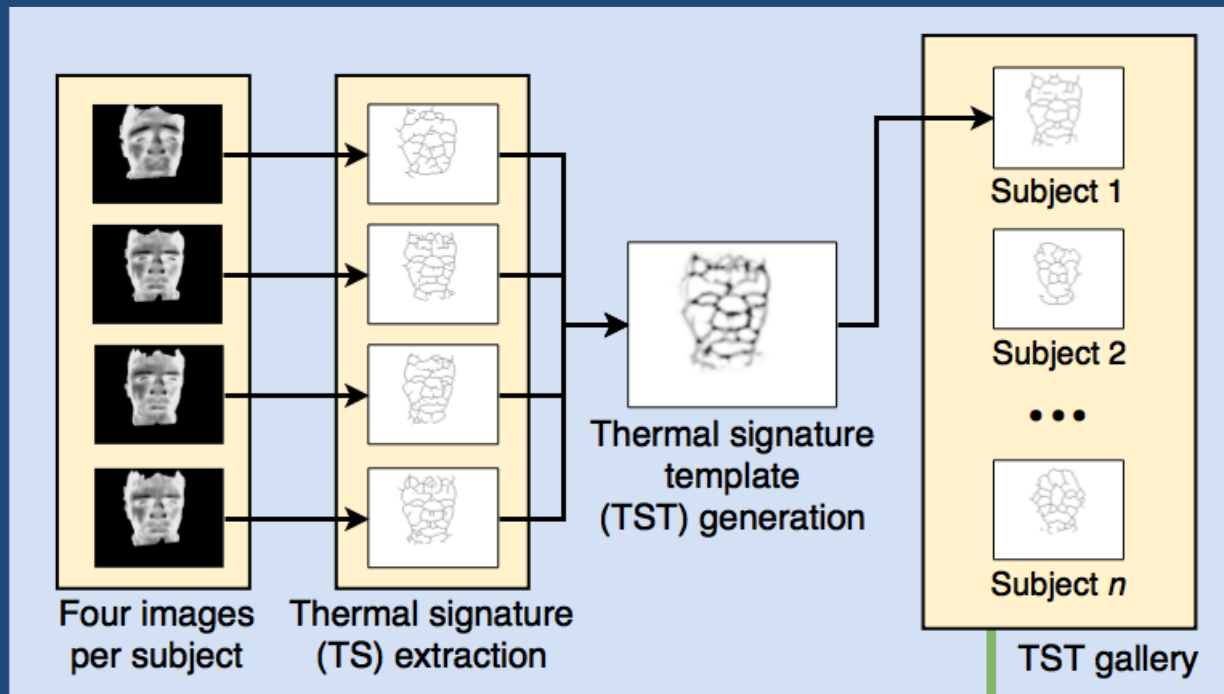 Four images
per subject
Thermal signature
(TS) extraction
Thermal signature
template
(TST) generation
Subject 1
Subject 2
•••
Subject n
TST gallery